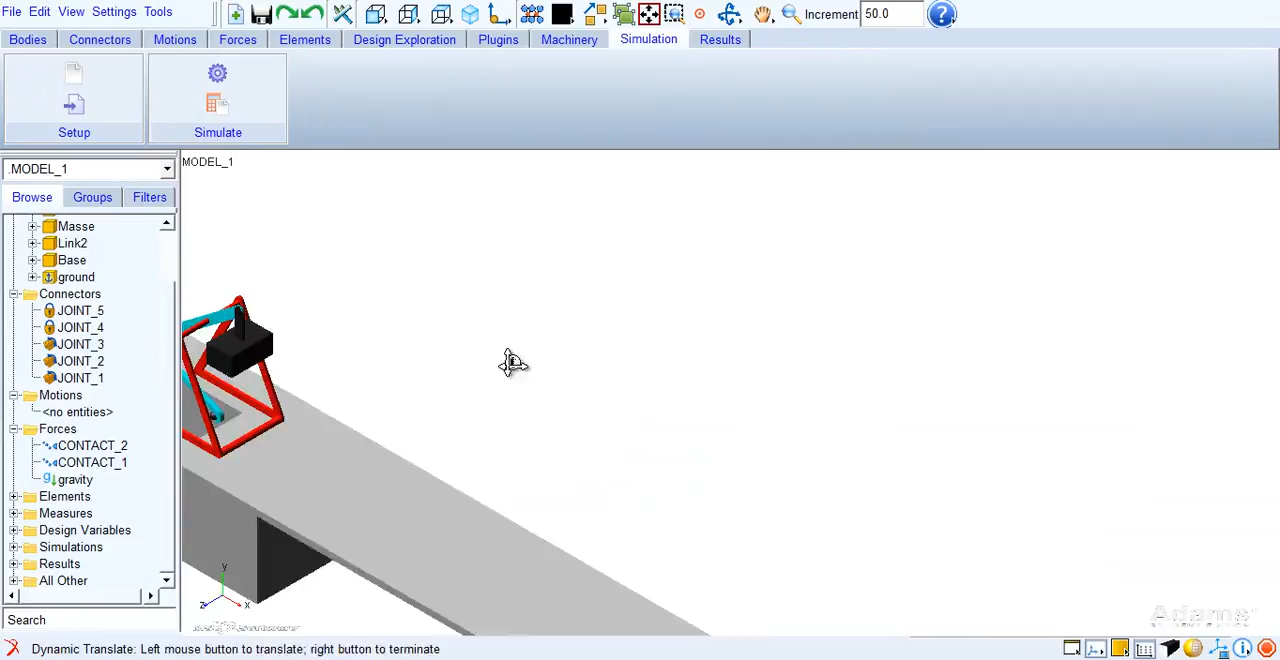 File Edit View Settings Tools
Increment 50.0
Bodies Connectors Motions Forces Elements Design Exploration Plugins Machinery Simulation Results
Setup Simulate
.MODEL_1
MODEL_1
Browse Groups Filters
Masse
Link2
Base
ground
Connectors
JOINT_5
JOINT_4
JOINT_3
JOINT_2
JOINT_1
Motions
<no entities>
Forces
CONTACT_2
CONTACT_1
gravity
Elements
Measures
Design Variables
Simulations
Results
All Other
y
z x
Adams
Search
Dynamic Translate: Left mouse button to translate; right button to terminate